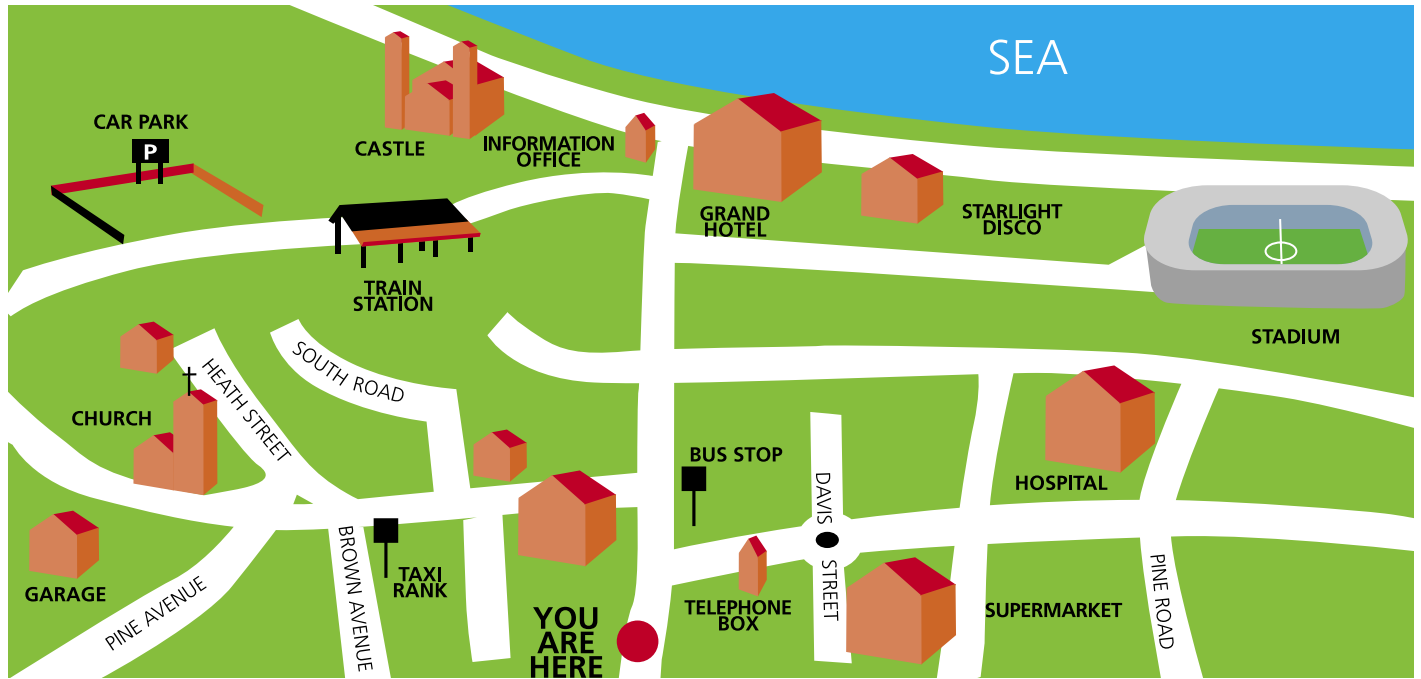 SEA
CAR PARK
P
CASTLE
INFORMATION
OFFICE
GRAND
HOTEL
STARLIGHT
DISCO
TRAIN
STATION
STADIUM
HEATH STREET
SOUTH ROAD
CHURCH
BUS STOP
DAVIS
STREET
HOSPITAL
GARAGE
PINE AVENUE
BROWN AVENUE
TAXI
RANK
YOU
ARE
HERE
TELEPHONE
BOX
SUPERMARKET
PINE ROAD